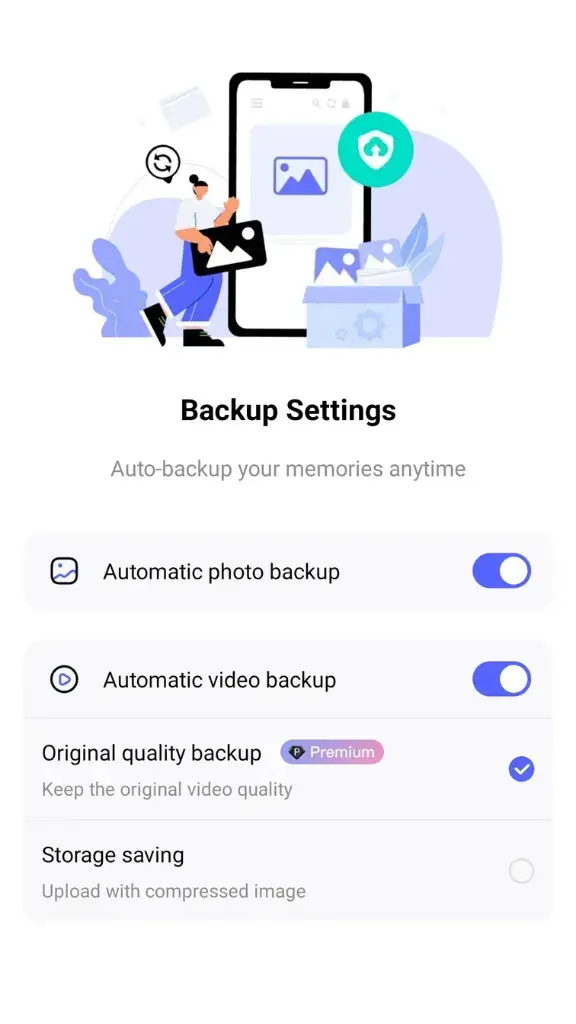 Backup Settings
Auto-backup your memories anytime
Automatic photo backup
Automatic video backup
Original quality backup Premium
Keep the original video quality
Storage saving
Upload with compressed image